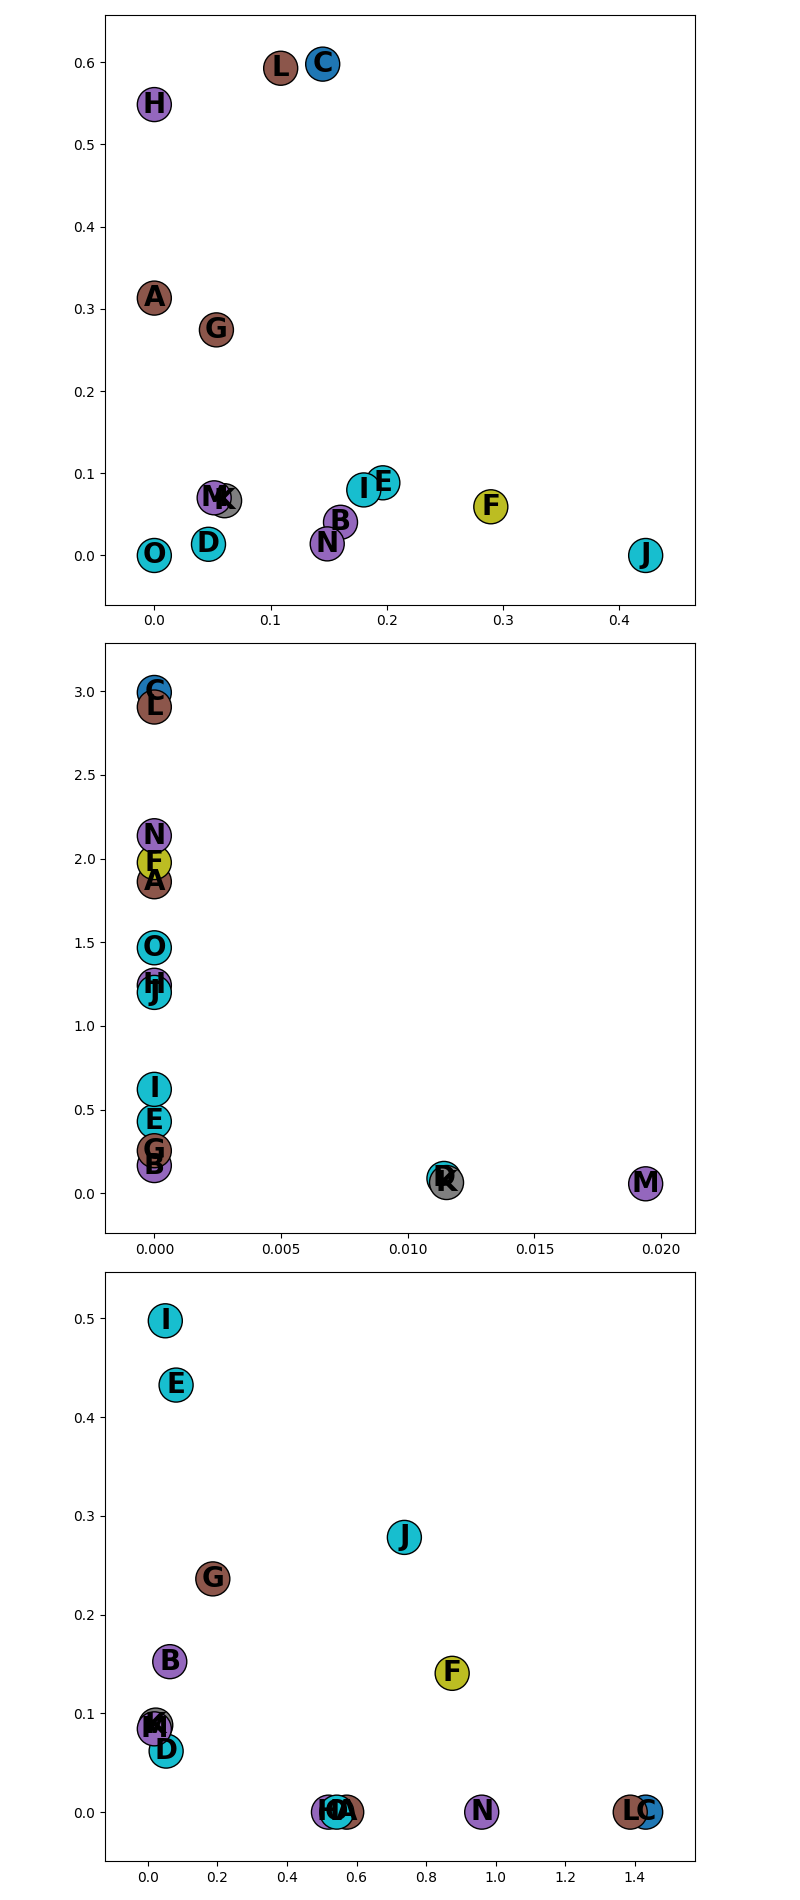 0.6
L C
H
0.5
0.4
A
0.3
G
0.2
0.1
M K I E F
B
O D N J
0.0
0.0 0.1 0.2 0.3 0.4
3.0
C
L
2.5
N
2.0
F
A
1.5
O
H
J
1.0
I
0.5
E
G
B
D
K M
0.0
0.000 0.005 0.010 0.015 0.020
0.5
I
E
0.4
0.3
J
G
0.2
B
F
0.1
K
M
D
0.0
H O A N L C
0.0 0.2 0.4 0.6 0.8 1.0 1.2 1.4